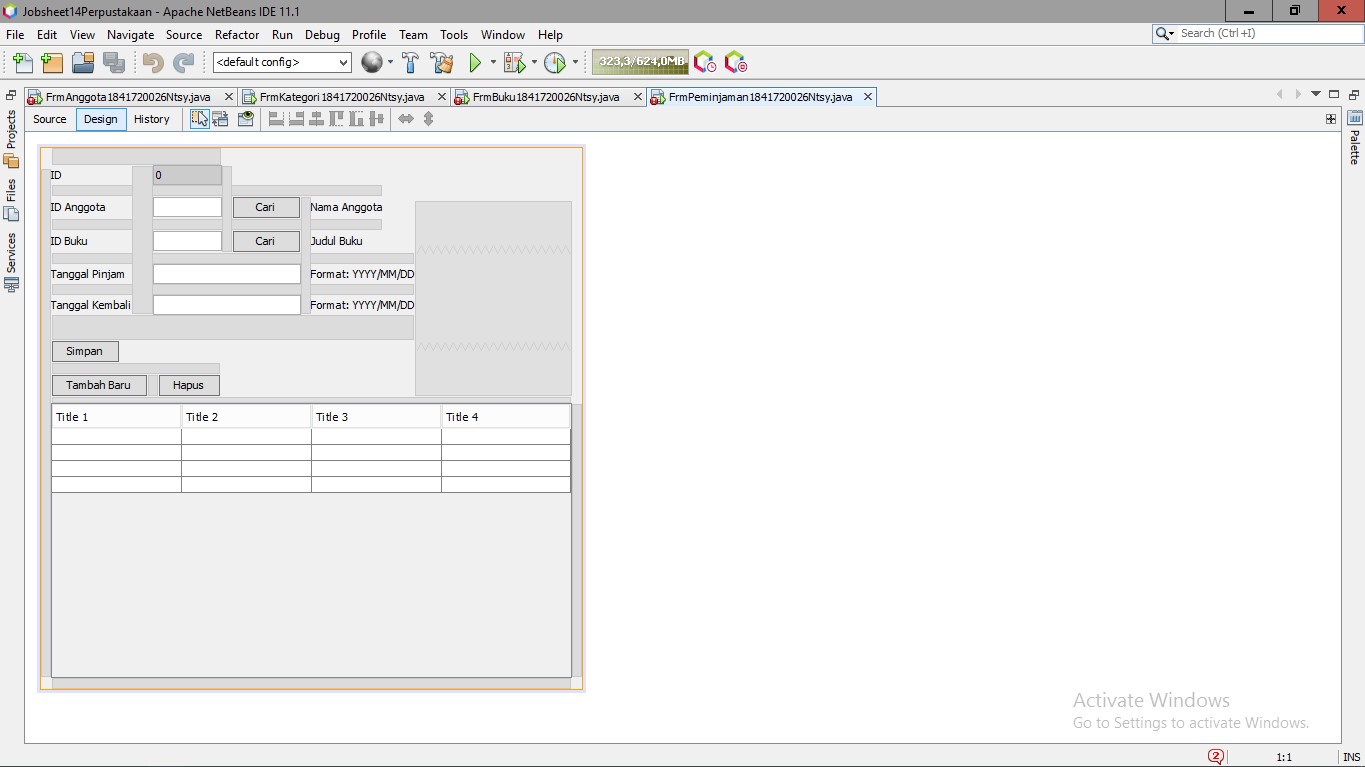 Jobsheet14Perpustakaan - Apache NetBeans IDE 11.1
File Edit View Navigate Source Refactor Run Debug Profile Team Tools Window Help
Search (Ctrl+I)
<default config>
323,3/624,0MB
FrmAnggota1841720026Ntsy.java
FrmKategori1841720026Ntsy.java
FrmBuku1841720026Ntsy.java
FrmPeminjaman1841720026Ntsy.java
Source Design History
Projects
Files
Services
Palette
ID 0
ID Anggota Cari Nama Anggota
ID Buku Cari Judul Buku
Tanggal Pinjam Format: YYYY/MM/DD
Tanggal Kembali Format: YYYY/MM/DD
Simpan
Tambah Baru Hapus
Title 1 Title 2 Title 3 Title 4
Activate Windows
Go to Settings to activate Windows.
2 1:1 INS